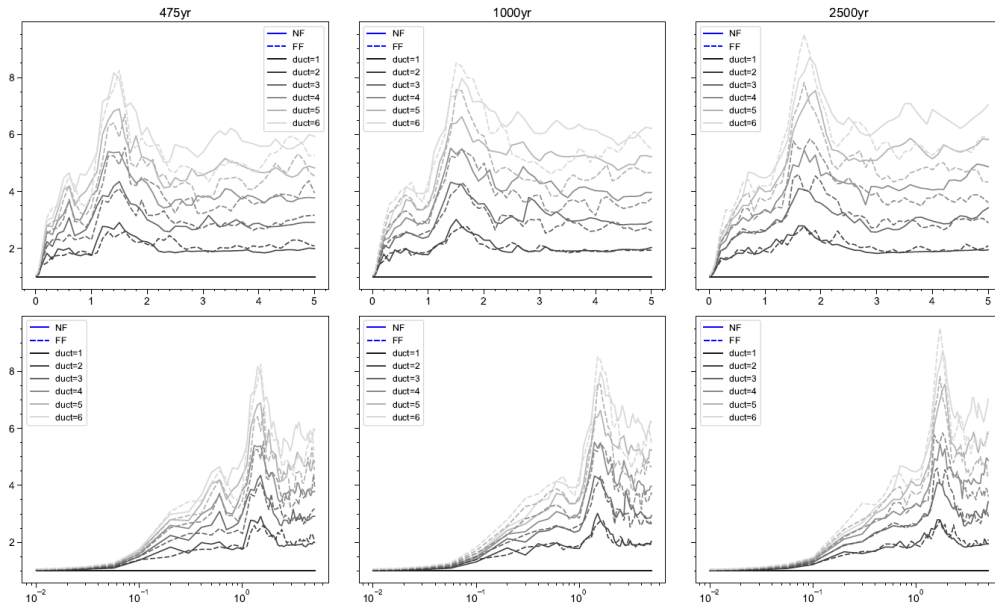 475yr
1000yr
2500yr
8
6
4
2
NF
FF
duct=1
duct=2
duct=3
duct=4
duct=5
duct=6
0 1 2 3 4 5
NF
FF
duct=1
duct=2
duct=3
duct=4
duct=5
duct=6
0 1 2 3 4 5
NF
FF
duct=1
duct=2
duct=3
duct=4
duct=5
duct=6
0 1 2 3 4 5
8
6
4
2
NF
FF
duct=1
duct=2
duct=3
duct=4
duct=5
duct=6
10⁻² 10⁻¹ 10⁰
NF
FF
duct=1
duct=2
duct=3
duct=4
duct=5
duct=6
10⁻² 10⁻¹ 10⁰
NF
FF
duct=1
duct=2
duct=3
duct=4
duct=5
duct=6
10⁻² 10⁻¹ 10⁰